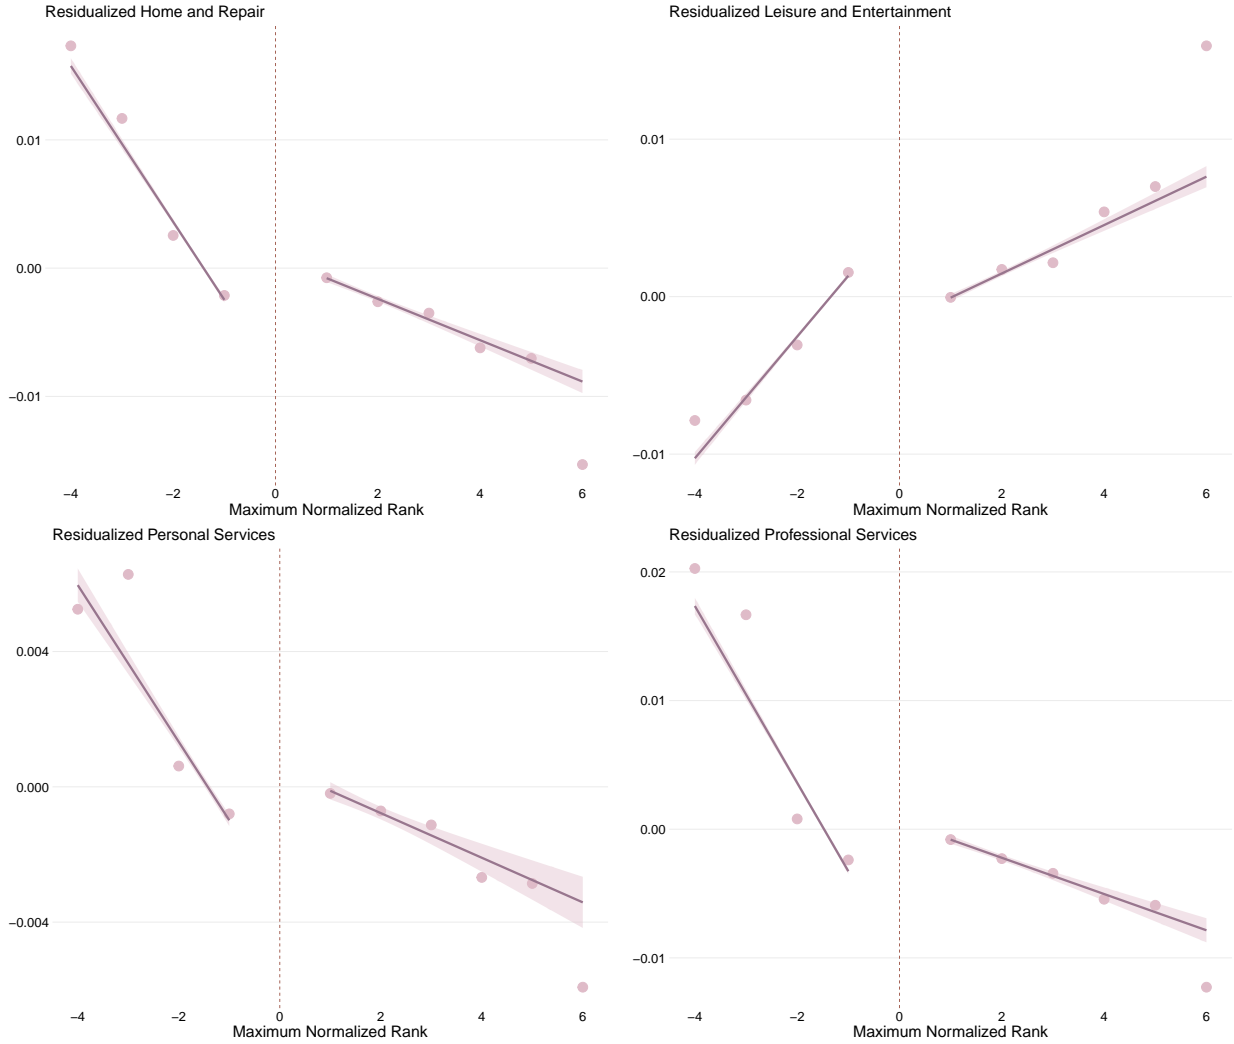 Residualized Home and Repair
0.01
0.00
−0.01
−4 −2 0 2 4 6
Maximum Normalized Rank
Residualized Leisure and Entertainment
0.01
0.00
−0.01
−4 −2 0 2 4 6
Maximum Normalized Rank
Residualized Personal Services
0.004
0.000
−0.004
−4 −2 0 2 4 6
Maximum Normalized Rank
Residualized Professional Services
0.02
0.01
0.00
−0.01
−4 −2 0 2 4 6
Maximum Normalized Rank